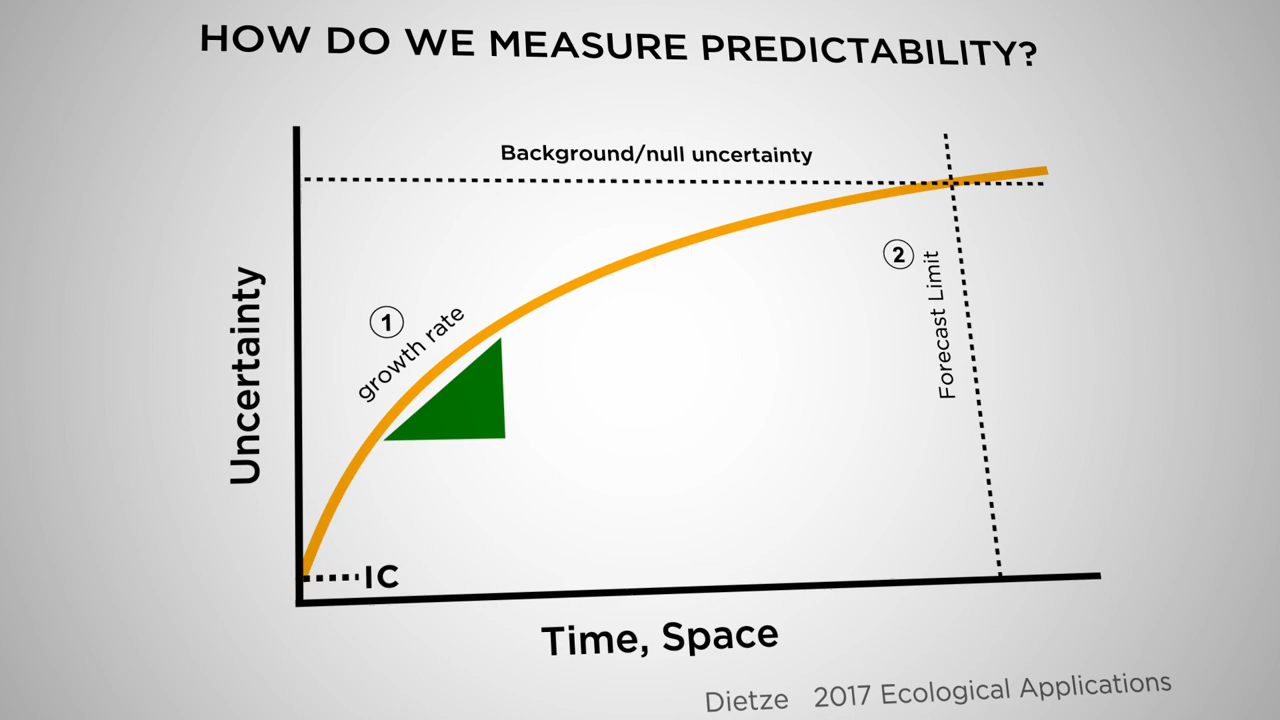 HOW DO WE MEASURE PREDICTABILITY?
Background/null uncertainty
Uncertainty
1
growth rate
2
Forecast Limit
IC
Time, Space
Dietze 2017 Ecological Applications